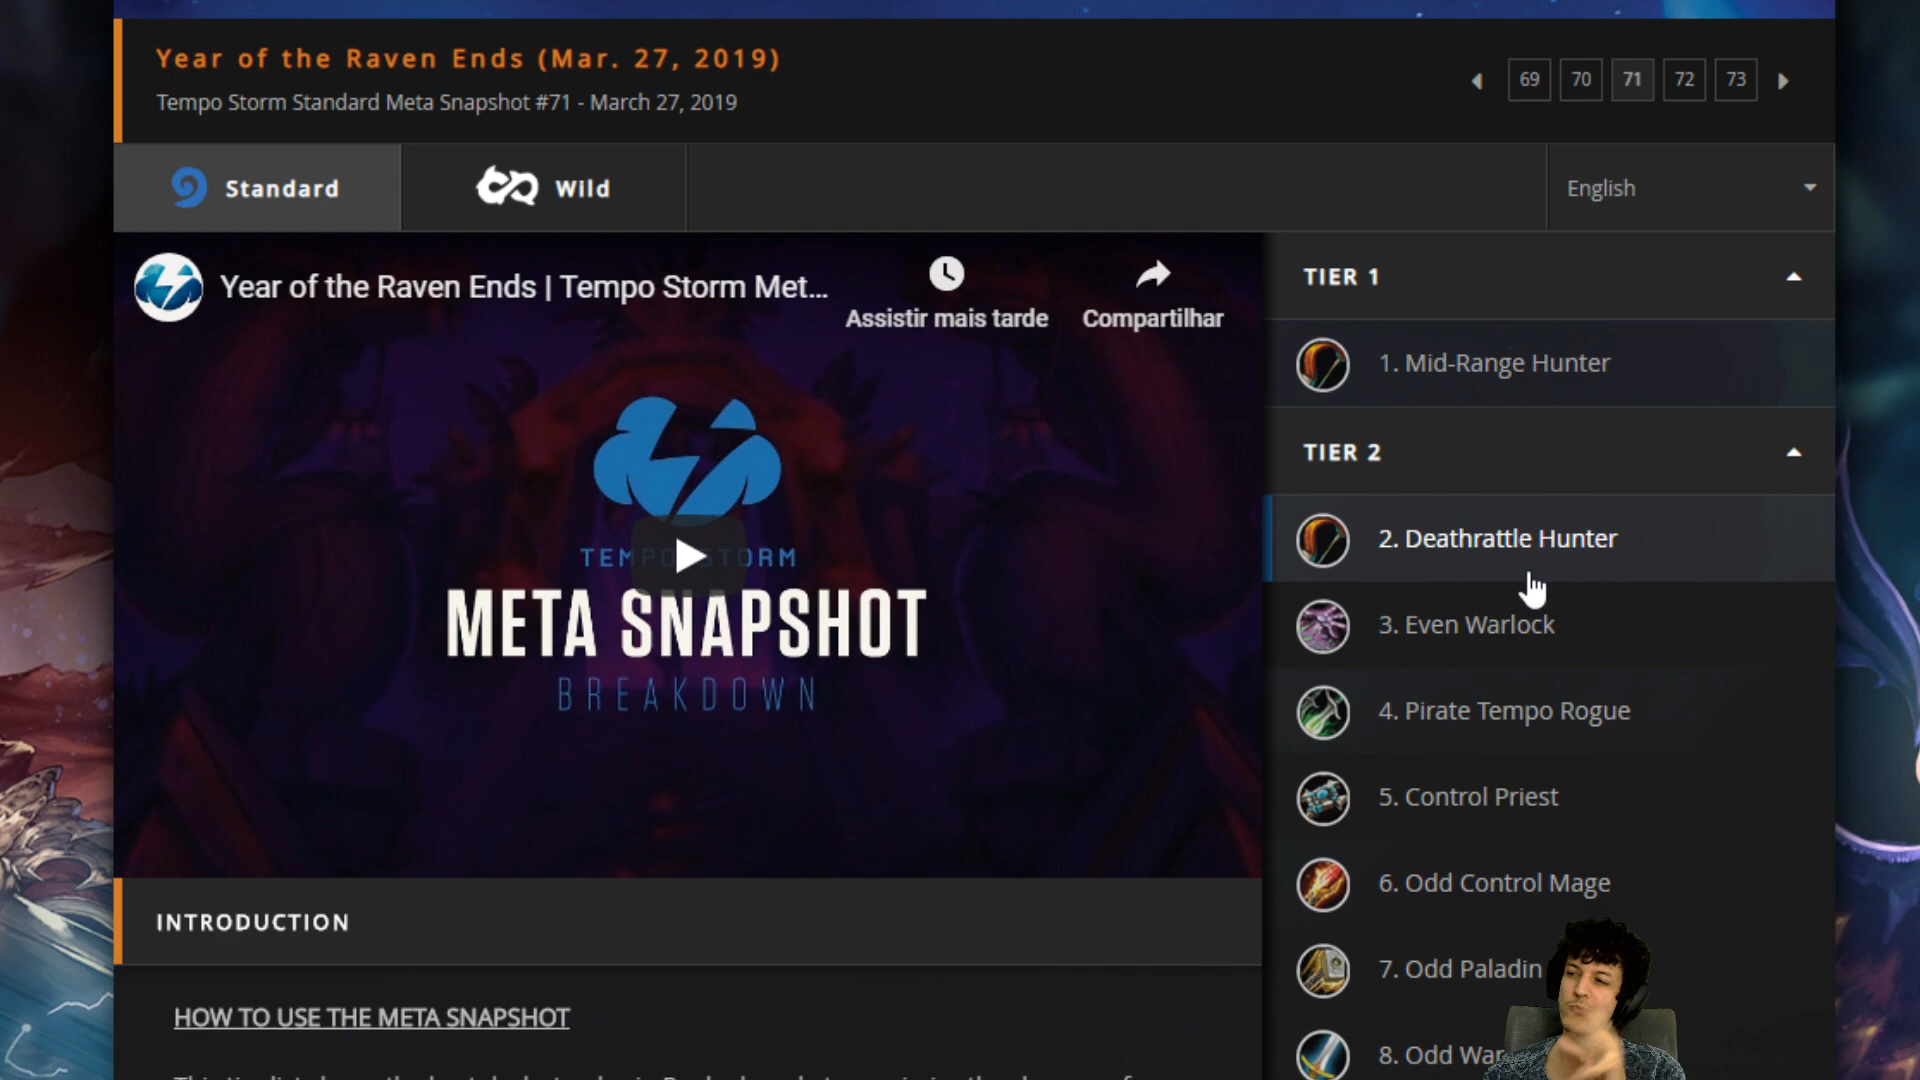 Year of the Raven Ends (Mar. 27, 2019)
Tempo Storm Standard Meta Snapshot #71 - March 27, 2019
69 70 71 72 73
Standard
Wild
English
Year of the Raven Ends | Tempo Storm Met...
Assistir mais tarde
Compartilhar
META SNAPSHOT
BREAKDOWN
INTRODUCTION
HOW TO USE THE META SNAPSHOT
TIER 1
1. Mid-Range Hunter
TIER 2
2. Deathrattle Hunter
3. Even Warlock
4. Pirate Tempo Rogue
5. Control Priest
6. Odd Control Mage
7. Odd Paladin
8. Odd